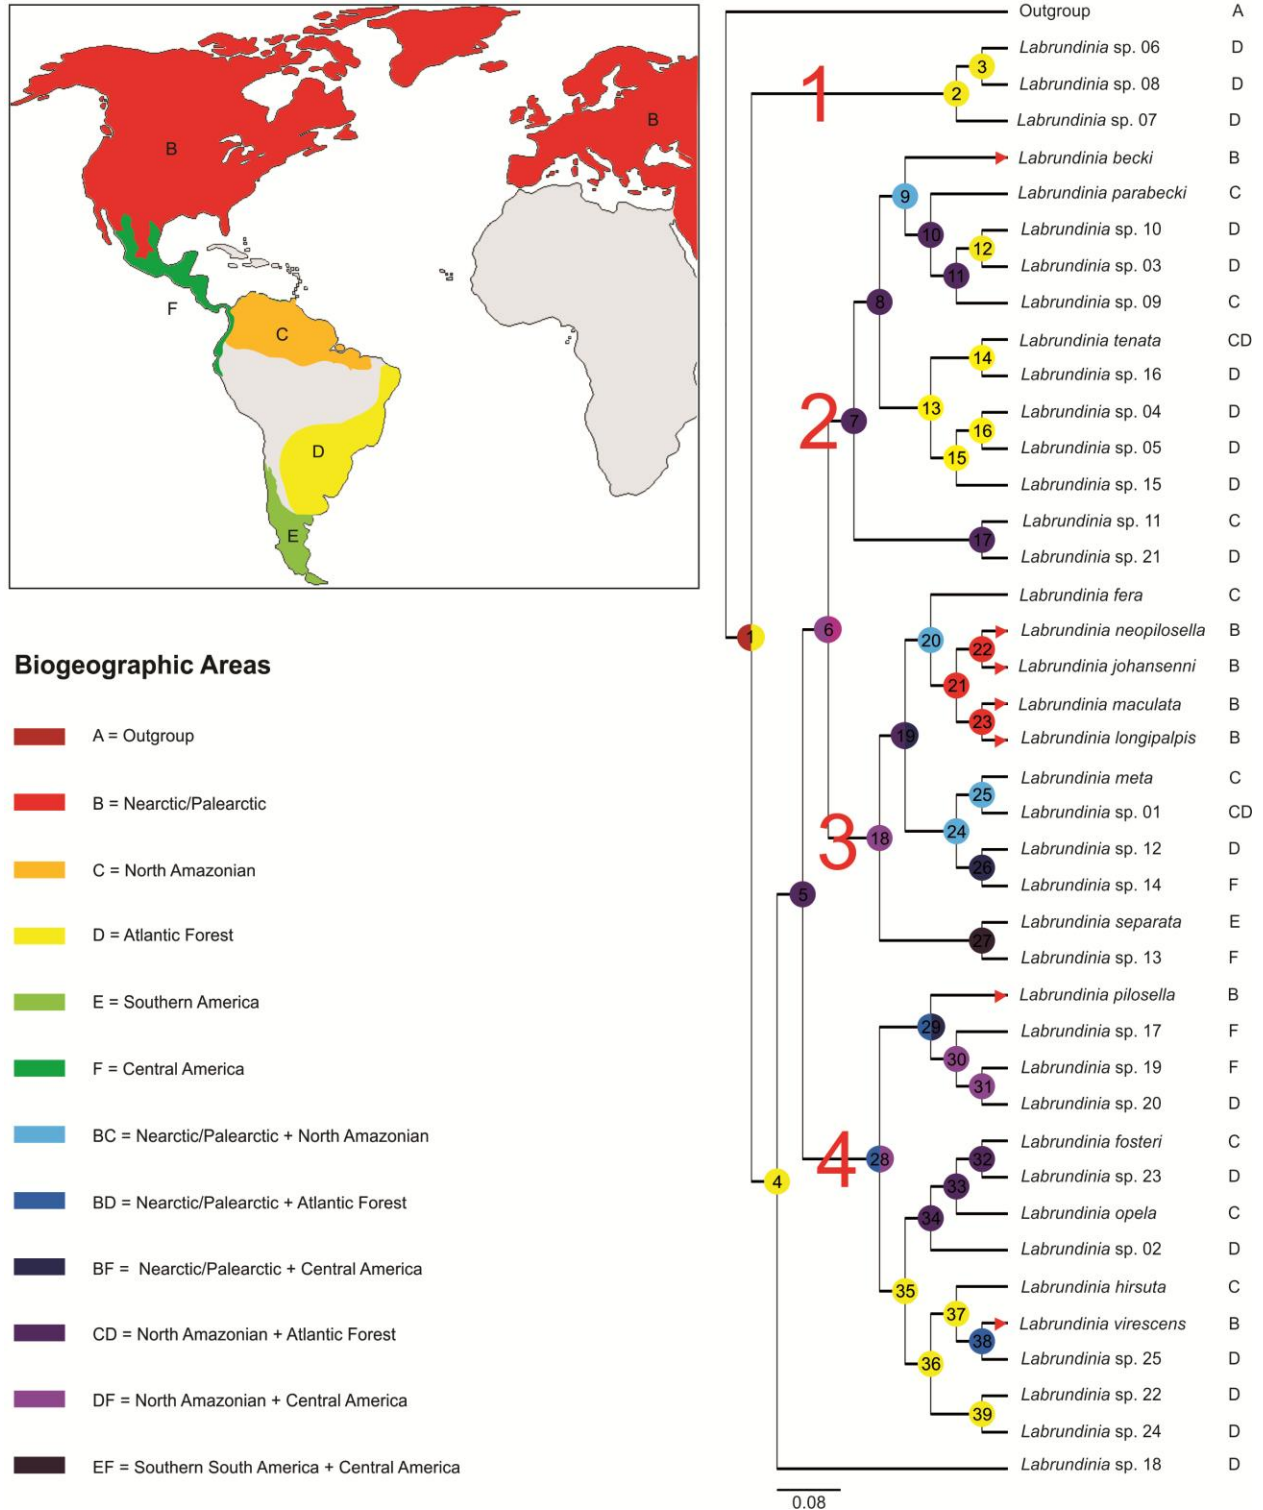 B
B
F
C
D
E
Biogeographic Areas
A = Outgroup
B = Nearctic/Palearctic
C = North Amazonian
D = Atlantic Forest
E = Southern America
F = Central America
BC = Nearctic/Palearctic + North Amazonian
BD = Nearctic/Palearctic + Atlantic Forest
BF = Nearctic/Palearctic + Central America
CD = North Amazonian + Atlantic Forest
DF = North Amazonian + Central America
EF = Southern South America + Central America
Outgroup A
Labrundinia sp. 06 D
3
Labrundinia sp. 08 D
1 2
Labrundinia sp. 07 D
Labrundinia becki B
9
Labrundinia parabecki C
10
Labrundinia sp. 10 D
12
Labrundinia sp. 03 D
11
Labrundinia sp. 09 C
8
Labrundinia tenata CD
14
Labrundinia sp. 16 D
13
Labrundinia sp. 04 D
2 7
16
Labrundinia sp. 05 D
15
Labrundinia sp. 15 D
Labrundinia sp. 11 C
17
Labrundinia sp. 21 D
Labrundinia fera C
1 6
20
Labrundinia neopilosella B
22
Labrundinia johansenni B
21
Labrundinia maculata B
23
Labrundinia longipalpis B
19
Labrundinia meta C
25
Labrundinia sp. 01 CD
3 18
24
Labrundinia sp. 12 D
26
Labrundinia sp. 14 F
5
Labrundinia separata E
27
Labrundinia sp. 13 F
Labrundinia pilosella B
29
Labrundinia sp. 17 F
30
Labrundinia sp. 19 F
31
Labrundinia sp. 20 D
Labrundinia fosteri C
4 28
32
Labrundinia sp. 23 D
4
33
Labrundinia opela C
34
Labrundinia sp. 02 D
35
Labrundinia hirsuta C
37
Labrundinia virescens B
38
Labrundinia sp. 25 D
36
Labrundinia sp. 22 D
39
Labrundinia sp. 24 D
Labrundinia sp. 18 D
0.08